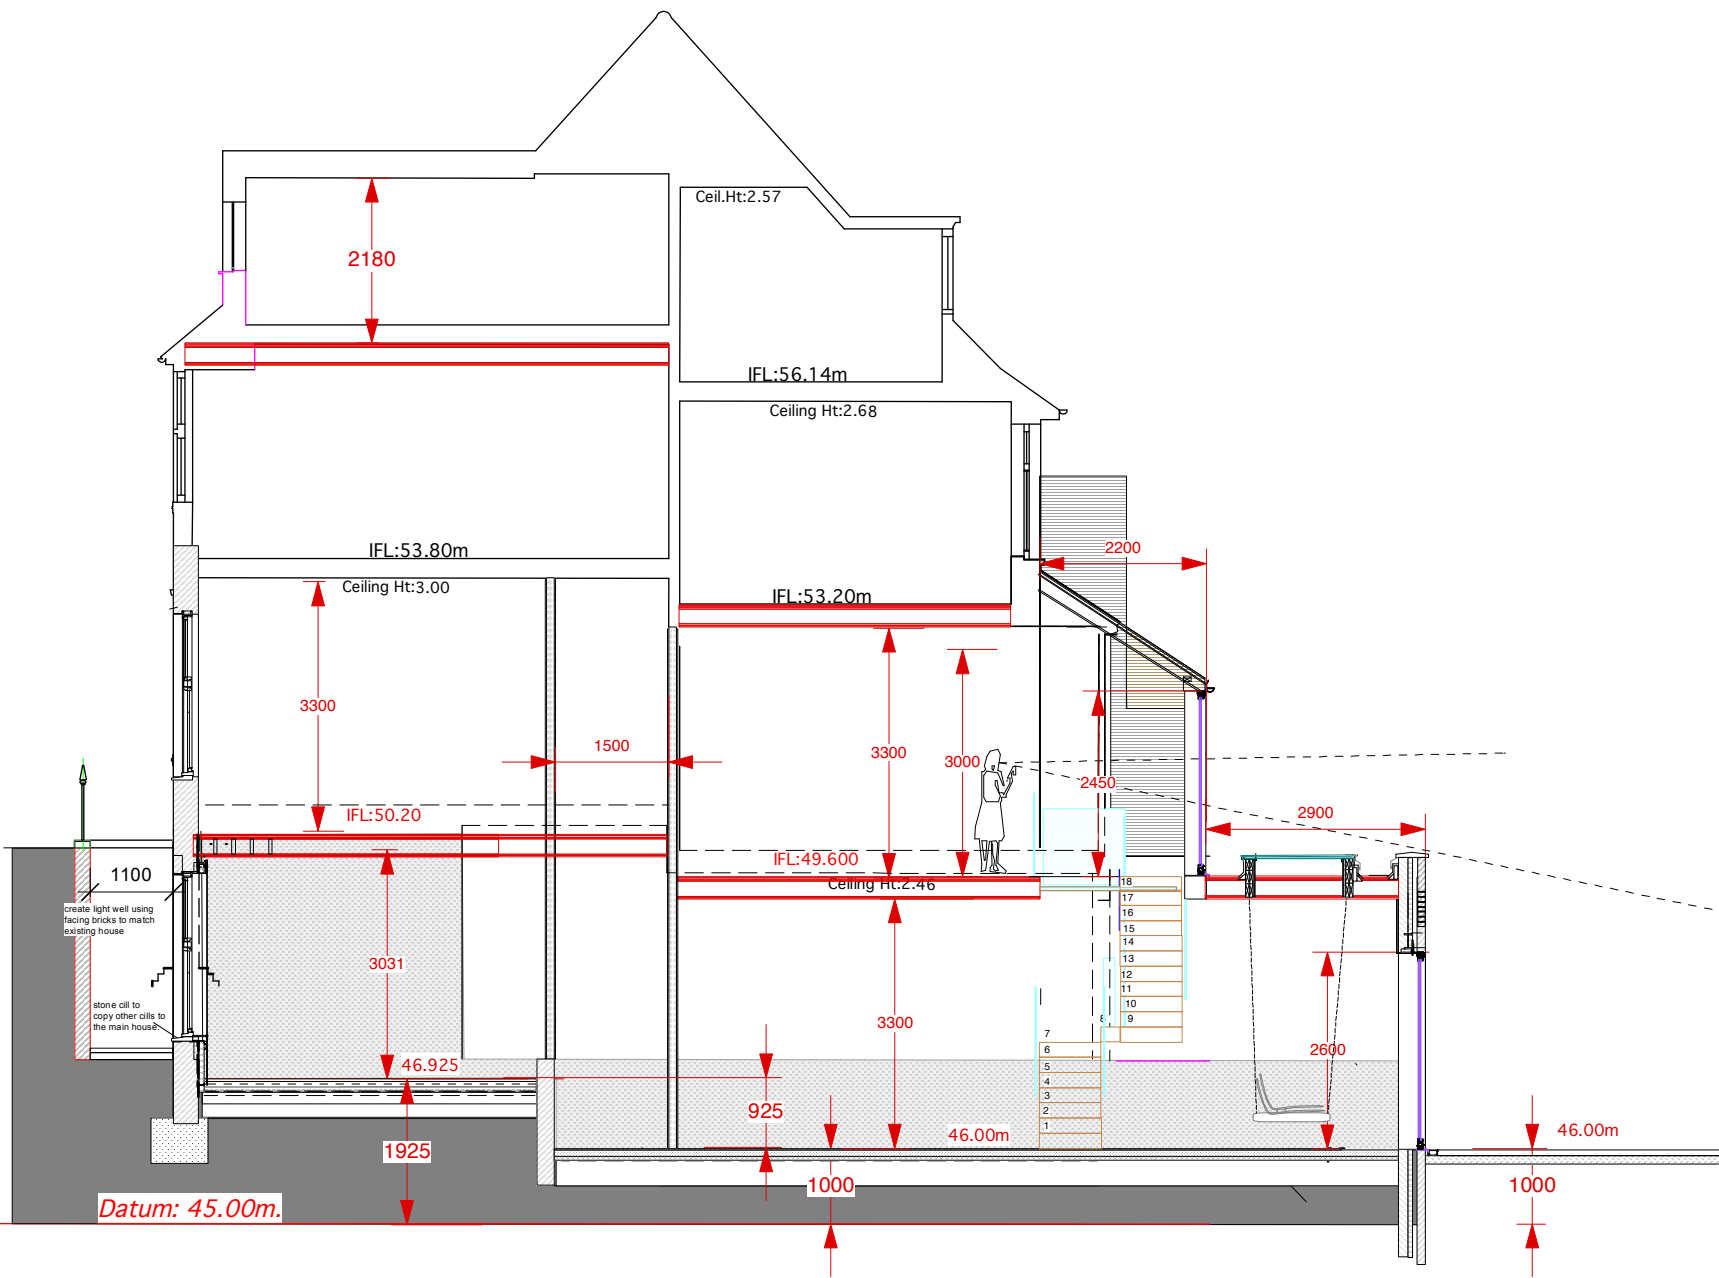 Ceil.Ht:2.57
2180
IFL:56.14m
Ceiling Ht:2.68
IFL:53.80m
Ceiling Ht:3.00
2200
IFL:53.20m
3300
1500
3300
3000
2450
IFL:50.20
2900
IFL:49.600
Ceiling Ht:2.46
1100
create light well using
facing bricks to match
existing house
3031
stone cill to
copy other cills to
the main house.
18
17
16
15
14
13
12
11
10
9
8
7
6
5
4
3
2
1
3300
2600
46.925
925
46.00m
46.00m
1925
1000
1000
Datum: 45.00m.